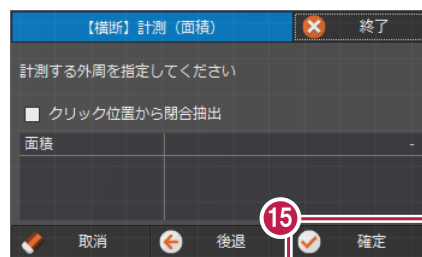 【横断】計測（面積）
終了
計測する外周を指定してください
クリック位置から閉合抽出
面積
-
15
取消
後退
確定